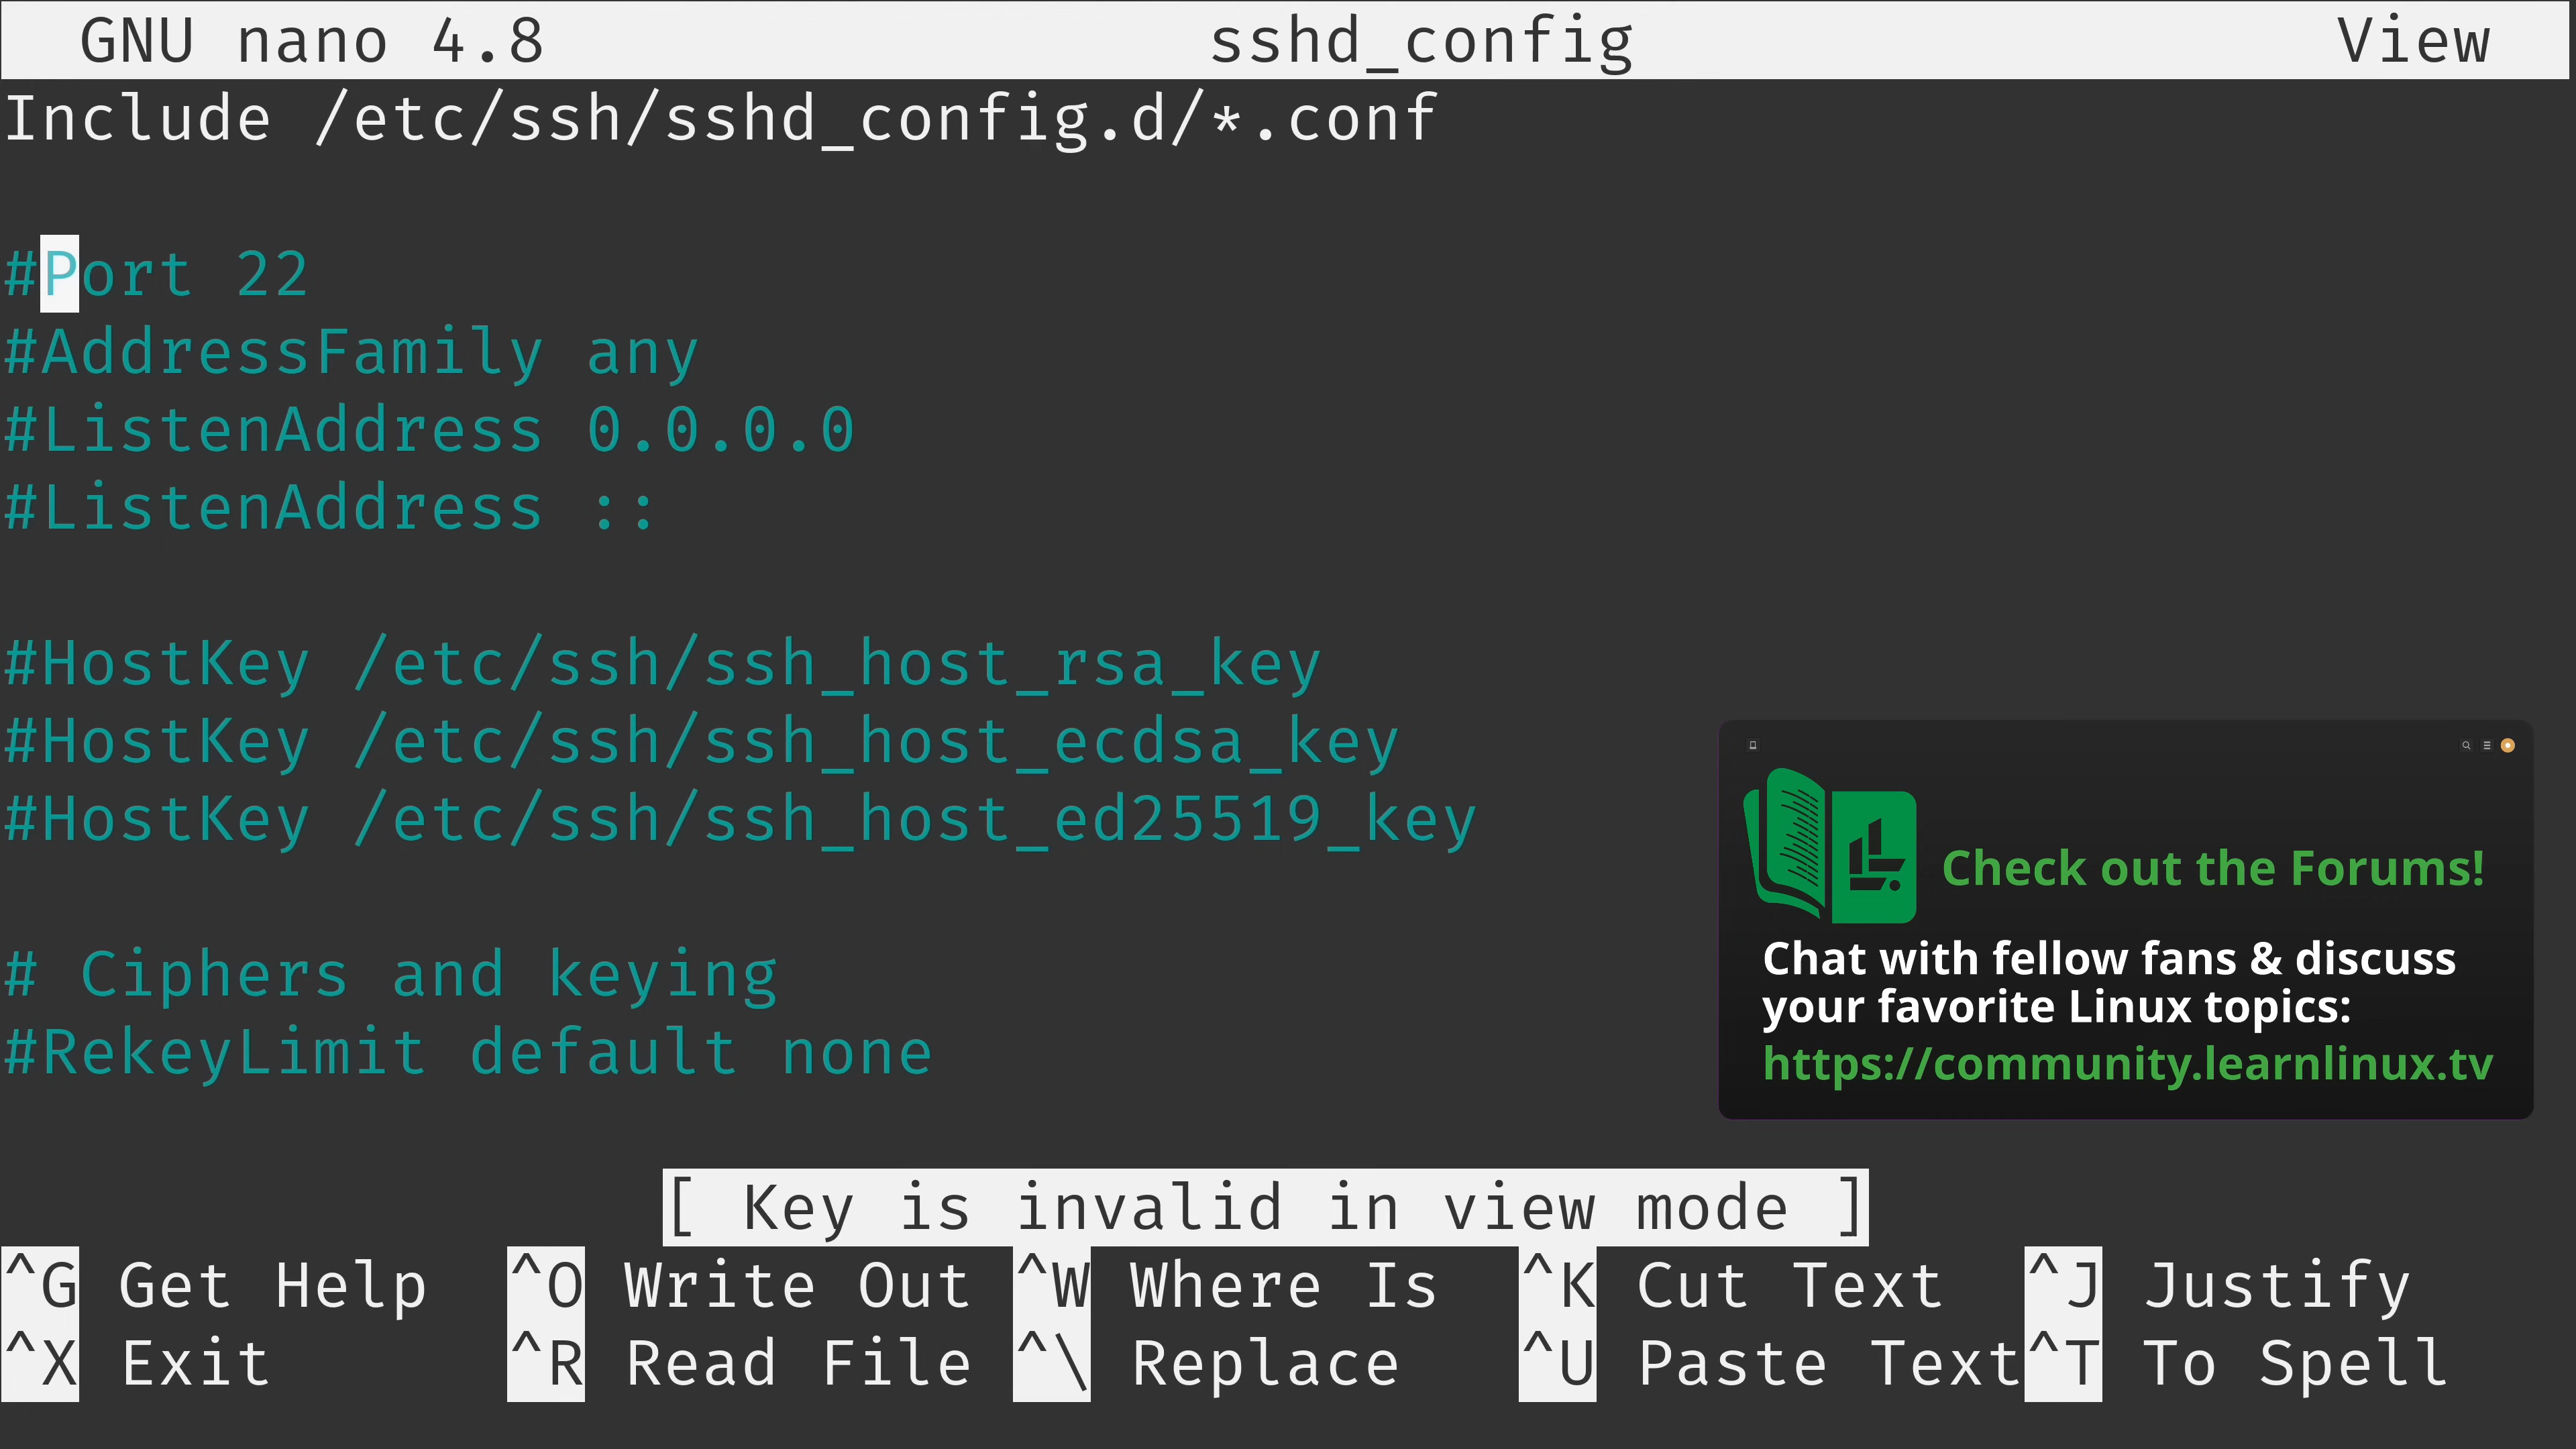 GNU nano 4.8 sshd_config View
Include /etc/ssh/sshd_config.d/*.conf
#Port 22
#AddressFamily any
#ListenAddress 0.0.0.0
#ListenAddress ::
#HostKey /etc/ssh/ssh_host_rsa_key
#HostKey /etc/ssh/ssh_host_ecdsa_key
#HostKey /etc/ssh/ssh_host_ed25519_key
# Ciphers and keying
#RekeyLimit default none
Check out the Forums!
Chat with fellow fans & discuss
your favorite Linux topics:
https://community.learnlinux.tv
[ Key is invalid in view mode ]
^G Get Help ^O Write Out ^W Where Is ^K Cut Text ^J Justify
^X Exit ^R Read File ^\ Replace ^U Paste Text ^T To Spell